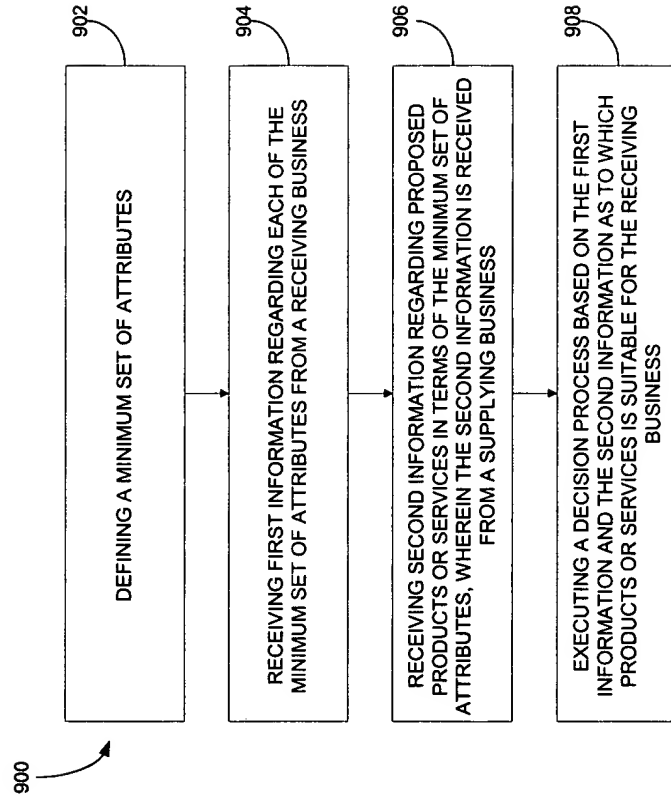 900
902
DEFINING A MINIMUM SET OF ATTRIBUTES
904
RECEIVING FIRST INFORMATION REGARDING EACH OF THE
MINIMUM SET OF ATTRIBUTES FROM A RECEIVING BUSINESS
906
RECEIVING SECOND INFORMATION REGARDING PROPOSED
PRODUCTS OR SERVICES IN TERMS OF THE MINIMUM SET OF
ATTRIBUTES, WHEREIN THE SECOND INFORMATION IS RECEIVED
FROM A SUPPLYING BUSINESS
908
EXECUTING A DECISION PROCESS BASED ON THE FIRST
INFORMATION AND THE SECOND INFORMATION AS TO WHICH
PRODUCTS OR SERVICES IS SUITABLE FOR THE RECEIVING
BUSINESS